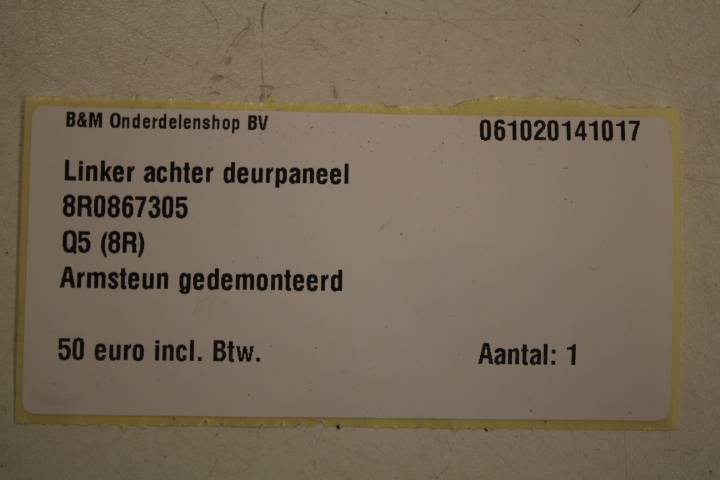 B&M Onderdelenshop BV
061020141017
Linker achter deurpaneel
8R0867305
Q5 (8R)
Armsteun gedemonteerd
50 euro incl. Btw.
Aantal: 1